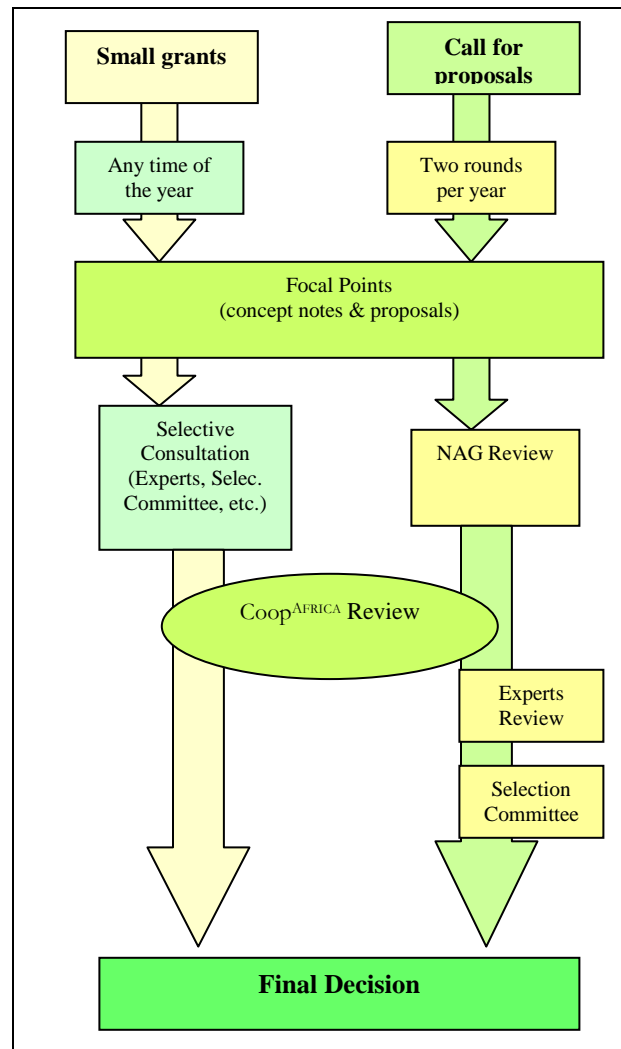 Small grants
Call for
proposals
Any time of
the year
Two rounds
per year
Focal Points
(concept notes & proposals)
Selective
Consultation
(Experts, Selec.
Committee, etc.)
NAG Review
CoopAFRICA Review
Experts
Review
Selection
Committee
Final Decision